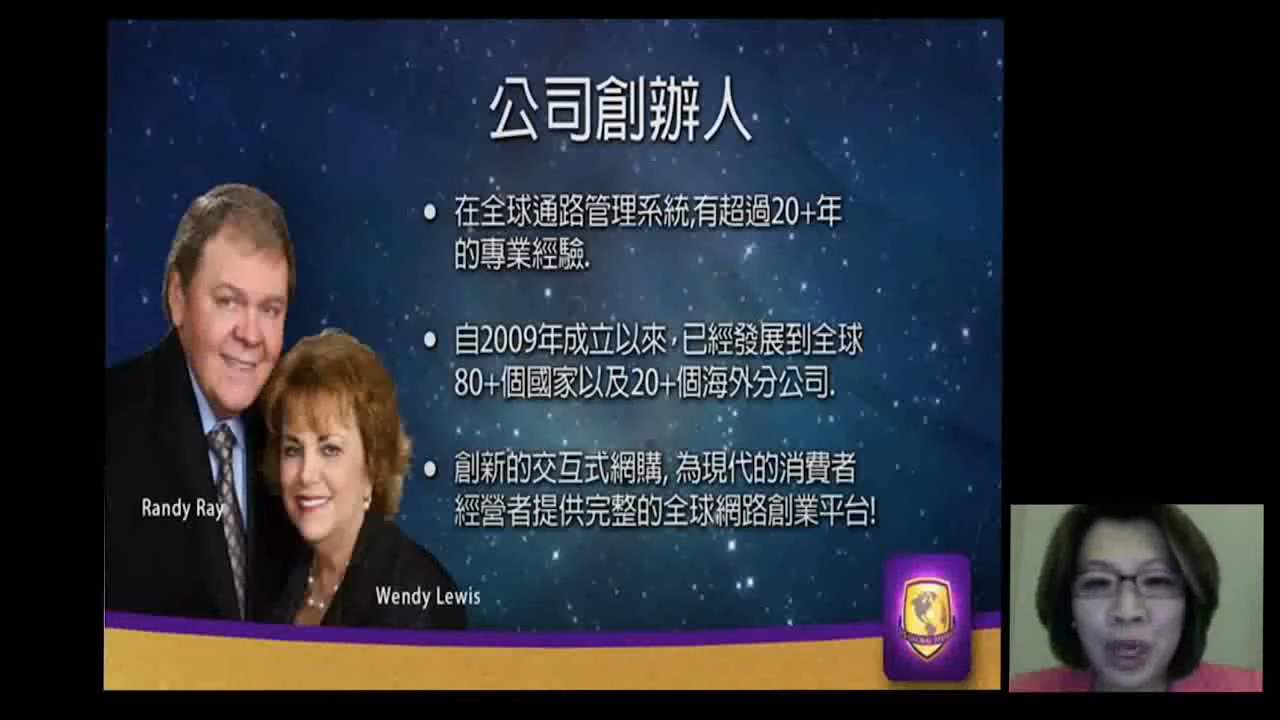 公司創辦人
在全球通路管理系統,有超過20+年
的專業經驗.
自2009年成立以來,已經發展到全球
80+個國家以及20+個海外分公司.
創新的交互式網購, 為現代的消費者
經營者提供完整的全球網路創業平台!
Randy Ray
Wendy Lewis